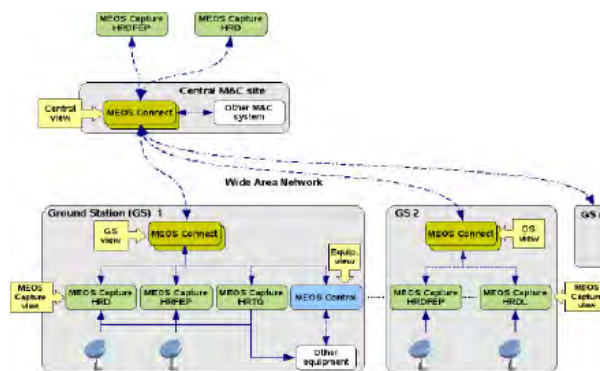 MEOS Capture
HRDFEP
MEOS Capture
HRD
Central M&C site
Central
view
MEOS Connect
Other M&C
system
Wide Area Network
Ground Station (GS) 1
GS 2
GS
GS
view
MEOS Connect
MEOS Connect
GS
view
Equip.
view
MEOS
Capture
view
MEOS Capture
HRD
MEOS Capture
HRFEP
MEOS Capture
HRTG
MEOS Control
MEOS Capture
HRDFEP
MEOS Capture
HRDL
MEOS
Capture
view
Other
equipment